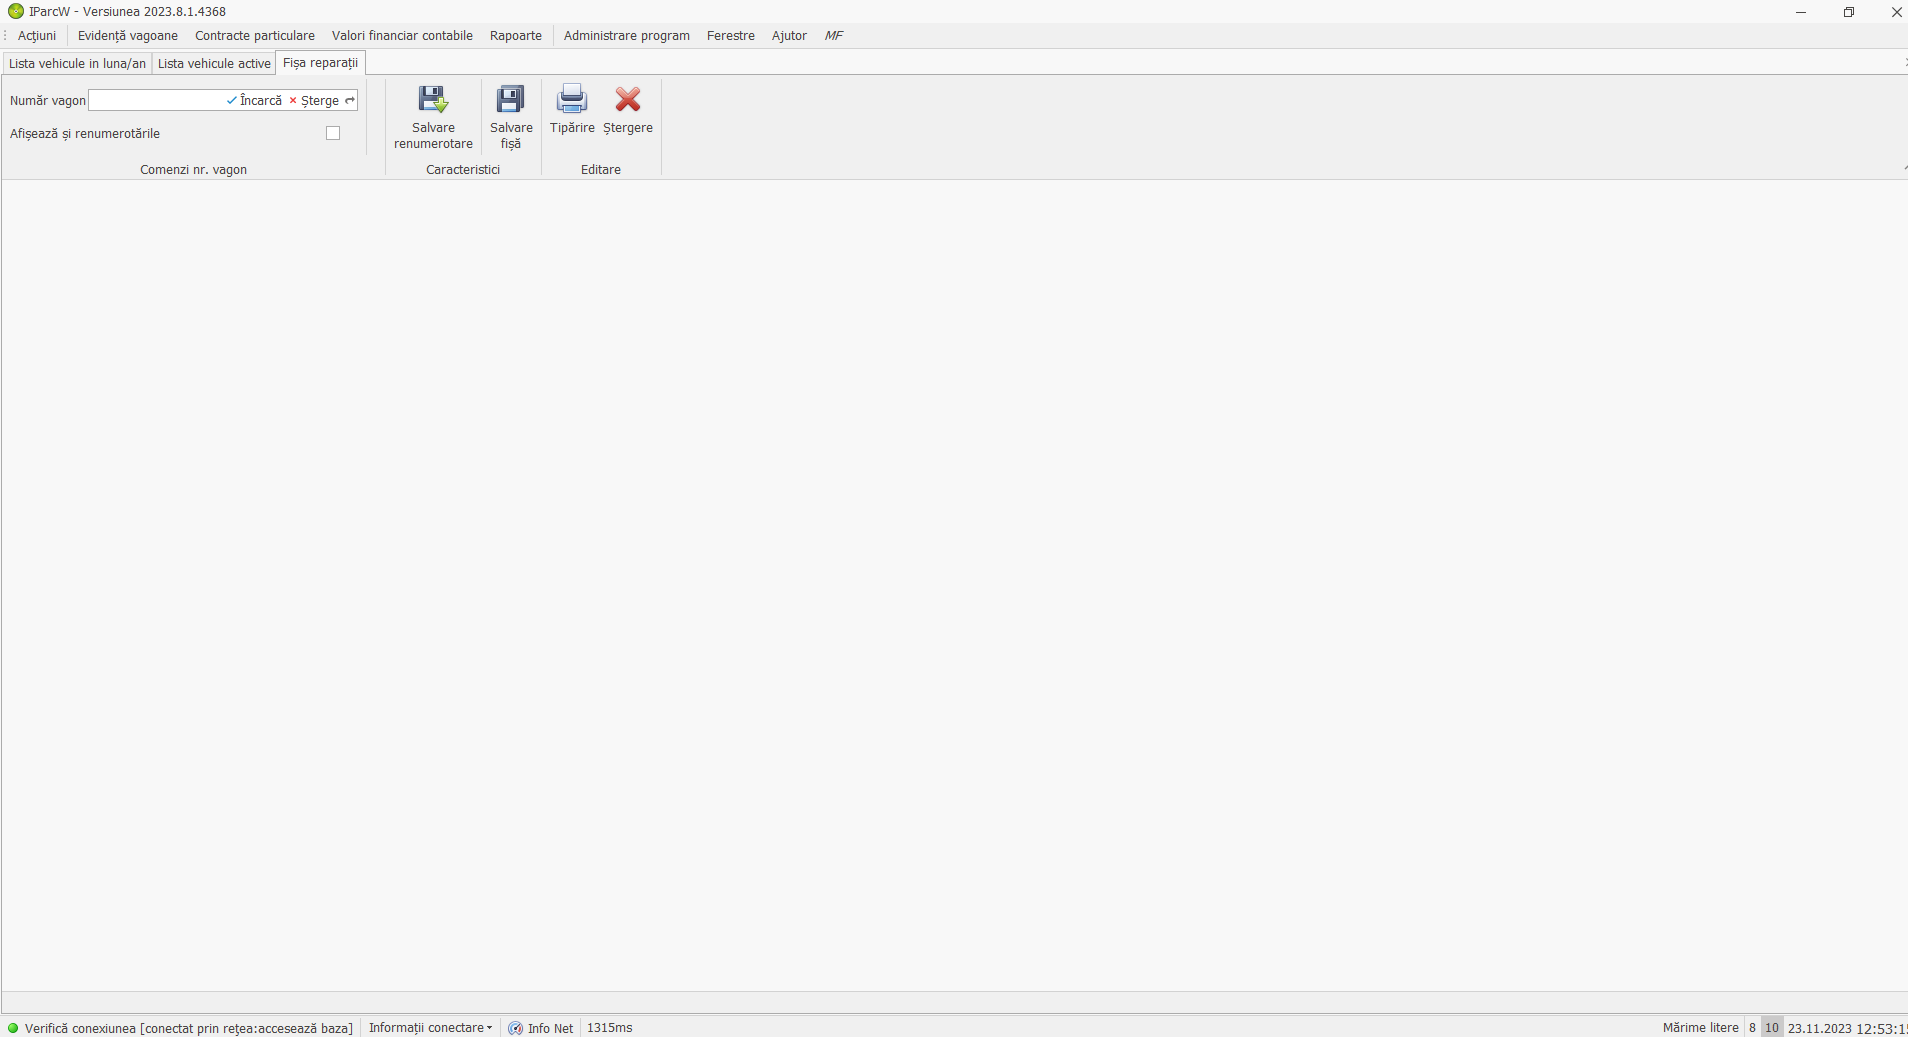 IParcW - Versiunea 2023.8.1.4368
Acţiuni Evidență vagoane Contracte particulare Valori financiar contabile Rapoarte Administrare program Ferestre Ajutor MF
Lista vehicule in luna/an Lista vehicule active Fișa reparații
Număr vagon Încarcă Șterge
Afișează și renumerotările
Comenzi nr. vagon
Salvare
renumerotare
Salvare
fișă
Caracteristici
Tipărire Ștergere
Editare
Verifică conexiunea [conectat prin reţea:accesează baza] Informații conectare Info Net 1315ms Mărime litere 8 10 23.11.2023 12:53:15